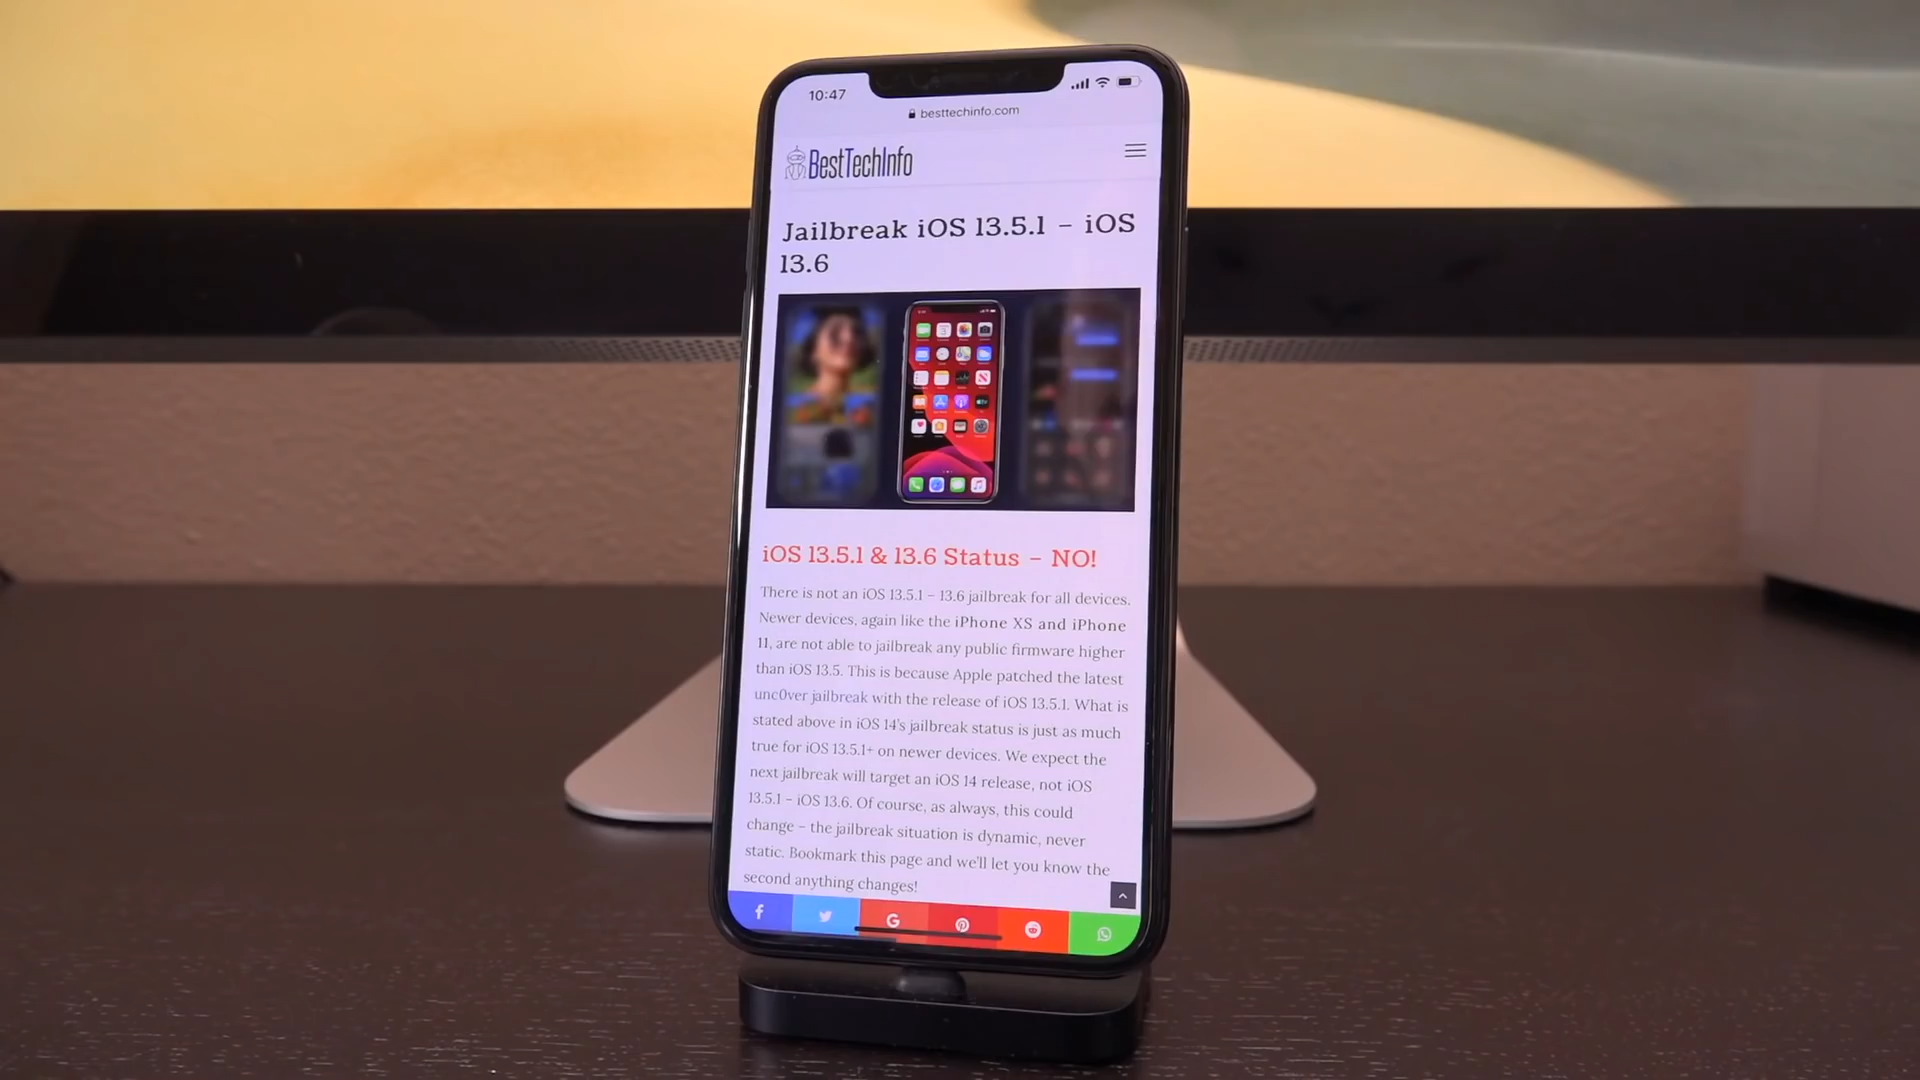 10:47
besttechinfo.com
BestTechInfo
Jailbreak iOS 13.5.1 – iOS
13.6
iOS 13.5.1 & 13.6 Status – NO!
There is not an iOS 13.5.1 – 13.6 jailbreak for all devices.
Newer devices, again like the iPhone XS and iPhone
11, are not able to jailbreak any public firmware higher
than iOS 13.5. This is because Apple patched the latest
unc0ver jailbreak with the release of iOS 13.5.1. What is
stated above in iOS 14's jailbreak status is just as much
true for iOS 13.5.1+ on newer devices. We expect the
next jailbreak will target an iOS 14 release, not iOS
13.5.1 – iOS 13.6. Of course, as always, this could
change – the jailbreak situation is dynamic, never
static. Bookmark this page and we'll let you know the
second anything changes!